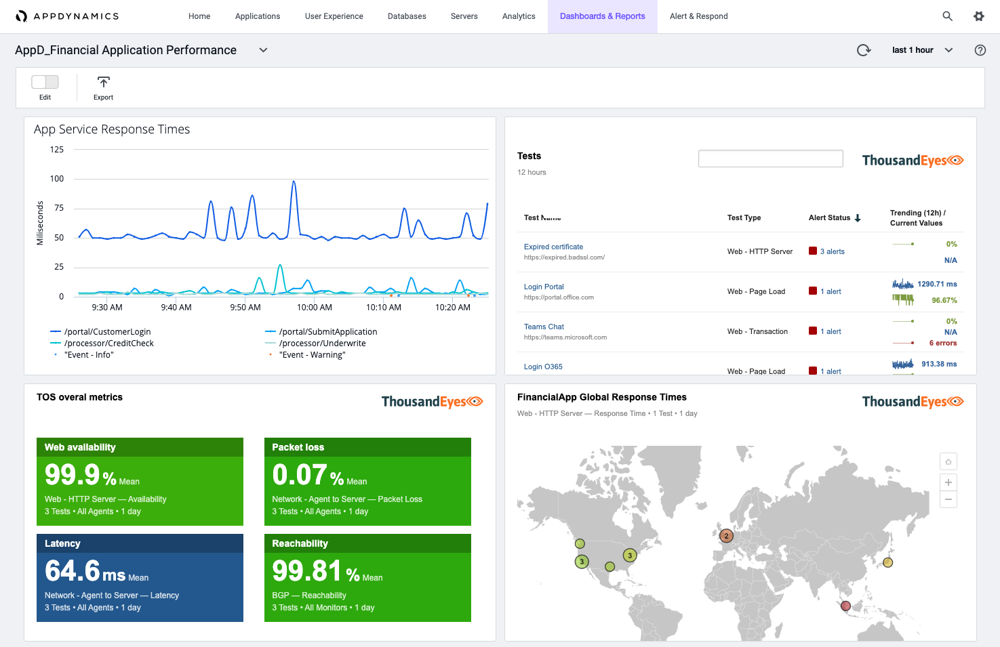 APPDYNAMICS
Home Applications User Experience Databases Servers Analytics Dashboards & Reports Alert & Respond
AppD_Financial Application Performance
last 1 hour
?
Edit
Export
App Service Response Times
125
100
75
50
25
0
Miliseconds
9:30 AM 9:40 AM 9:50 AM 10:00 AM 10:10 AM 10:20 AM
/portal/CustomerLogin /portal/SubmitApplication
/processor/CreditCheck /processor/Underwrite
"Event - Info" "Event - Warning"
Tests
12 hours
ThousandEyes
Test Name Test Type Alert Status Trending (12h) /
Current Values
Expired certificate
https://expired.badssl.com/
Web - HTTP Server
3 alerts
0%
N/A
Login Portal
https://portal.office.com
Web - Page Load
1 alert
1290.71 ms
96.67%
Teams Chat
https://teams.microsoft.com
Web - Transaction
1 alert
0%
N/A
6 errors
Login O365
Web - Page Load
1 alert
913.38 ms
TOS overal metrics
ThousandEyes
Web availability
99.9 % Mean
Web - HTTP Server — Availability
3 Tests • All Agents • 1 day
Packet loss
0.07 % Mean
Network - Agent to Server — Packet Loss
3 Tests • All Agents • 1 day
Latency
64.6 ms Mean
Network - Agent to Server — Latency
3 Tests • All Agents • 1 day
Reachability
99.81 % Mean
BGP — Reachability
3 Tests • All Monitors • 1 day
FinancialApp Global Response Times
Web - HTTP Server — Response Time • 1 Test • 1 day
ThousandEyes
+
−
2
3
3